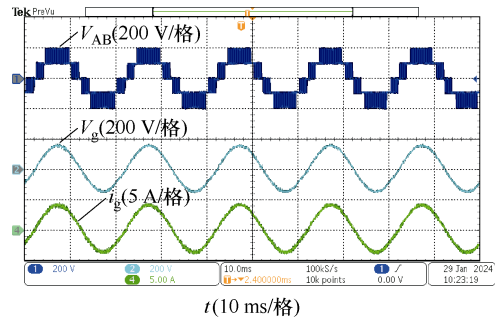 Tek PreVu
T
V_AB(200 V/格)
1
V_g(200 V/格)
2
i_g(5 A/格)
4
1 200 V 2 200 V 10.0ms 100kS/s 1 29 Jan 2024
4 5.00 A T→▼2.400000ms 10k points 0.00 V 10:23:19
t(10 ms/格)